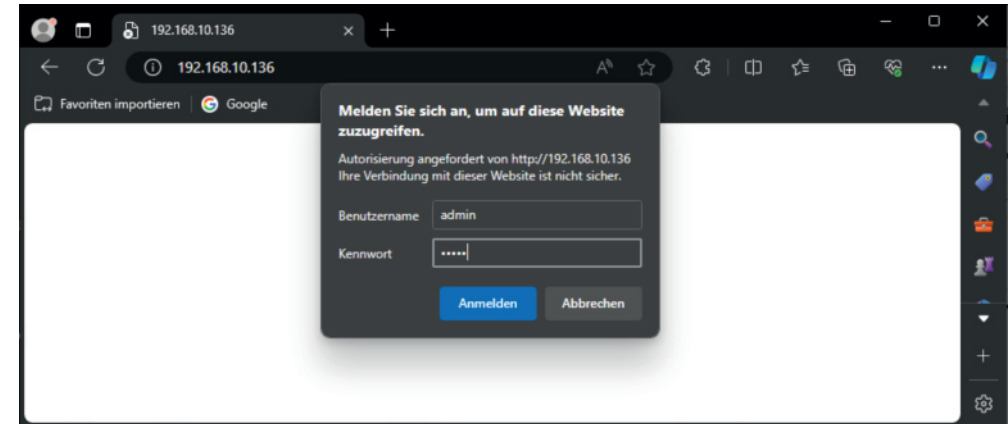 192.168.10.136
192.168.10.136
Favoriten importieren
Google
Melden Sie sich an, um auf diese Website
zuzugreifen.
Autorisierung angefordert von http://192.168.10.136
Ihre Verbindung mit dieser Website ist nicht sicher.
Benutzername admin
Kennwort •••••
Anmelden Abbrechen